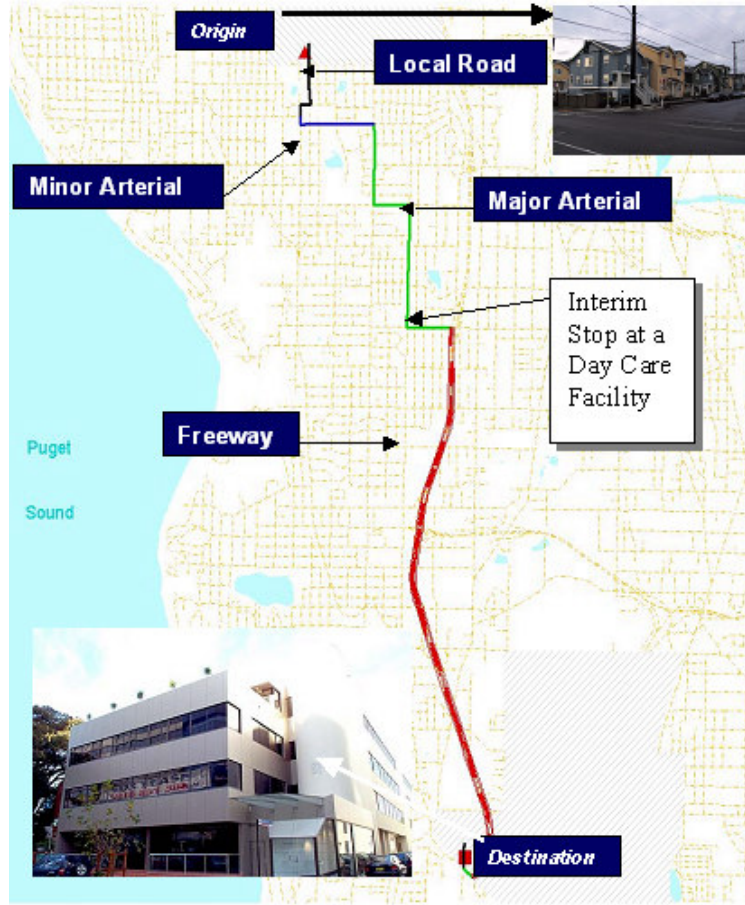 Origin
Local Road
Minor Arterial
Major Arterial
Interim
Stop at a
Day Care
Facility
Freeway
Puget
Sound
Destination